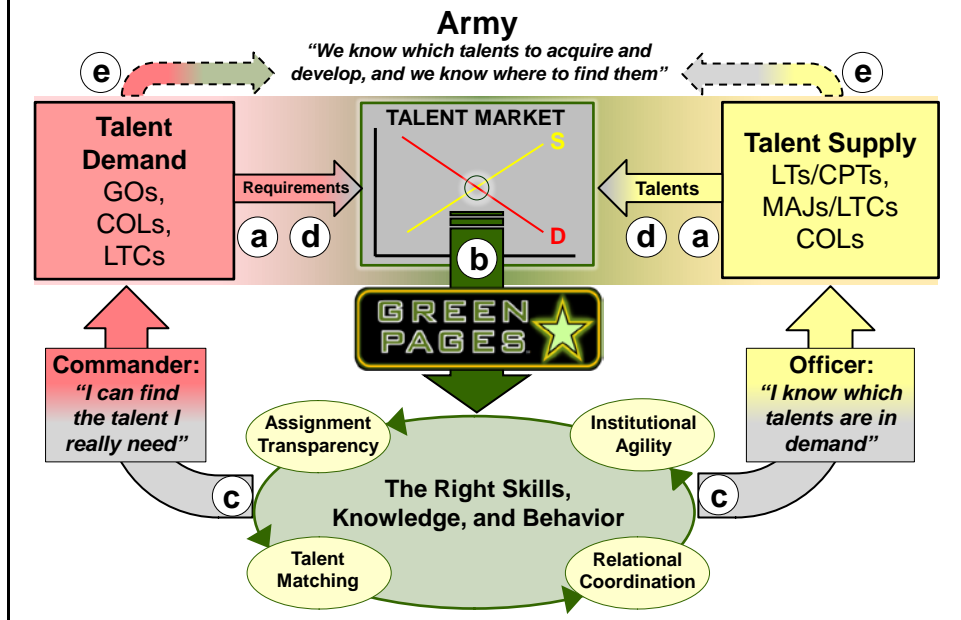 Army
“We know which talents to acquire and
develop, and we know where to find them”
e
e
Talent
Demand
GOs,
COLs,
LTCs
Requirements
a d
TALENT MARKET
S
D
b
Talents
d a
Talent Supply
LTs/CPTs,
MAJs/LTCs
COLs
GREEN
PAGES
Commander:
“I can find
the talent I
really need”
Officer:
“I know which
talents are in
demand”
c
c
Assignment
Transparency
Institutional
Agility
The Right Skills,
Knowledge, and Behavior
Talent
Matching
Relational
Coordination